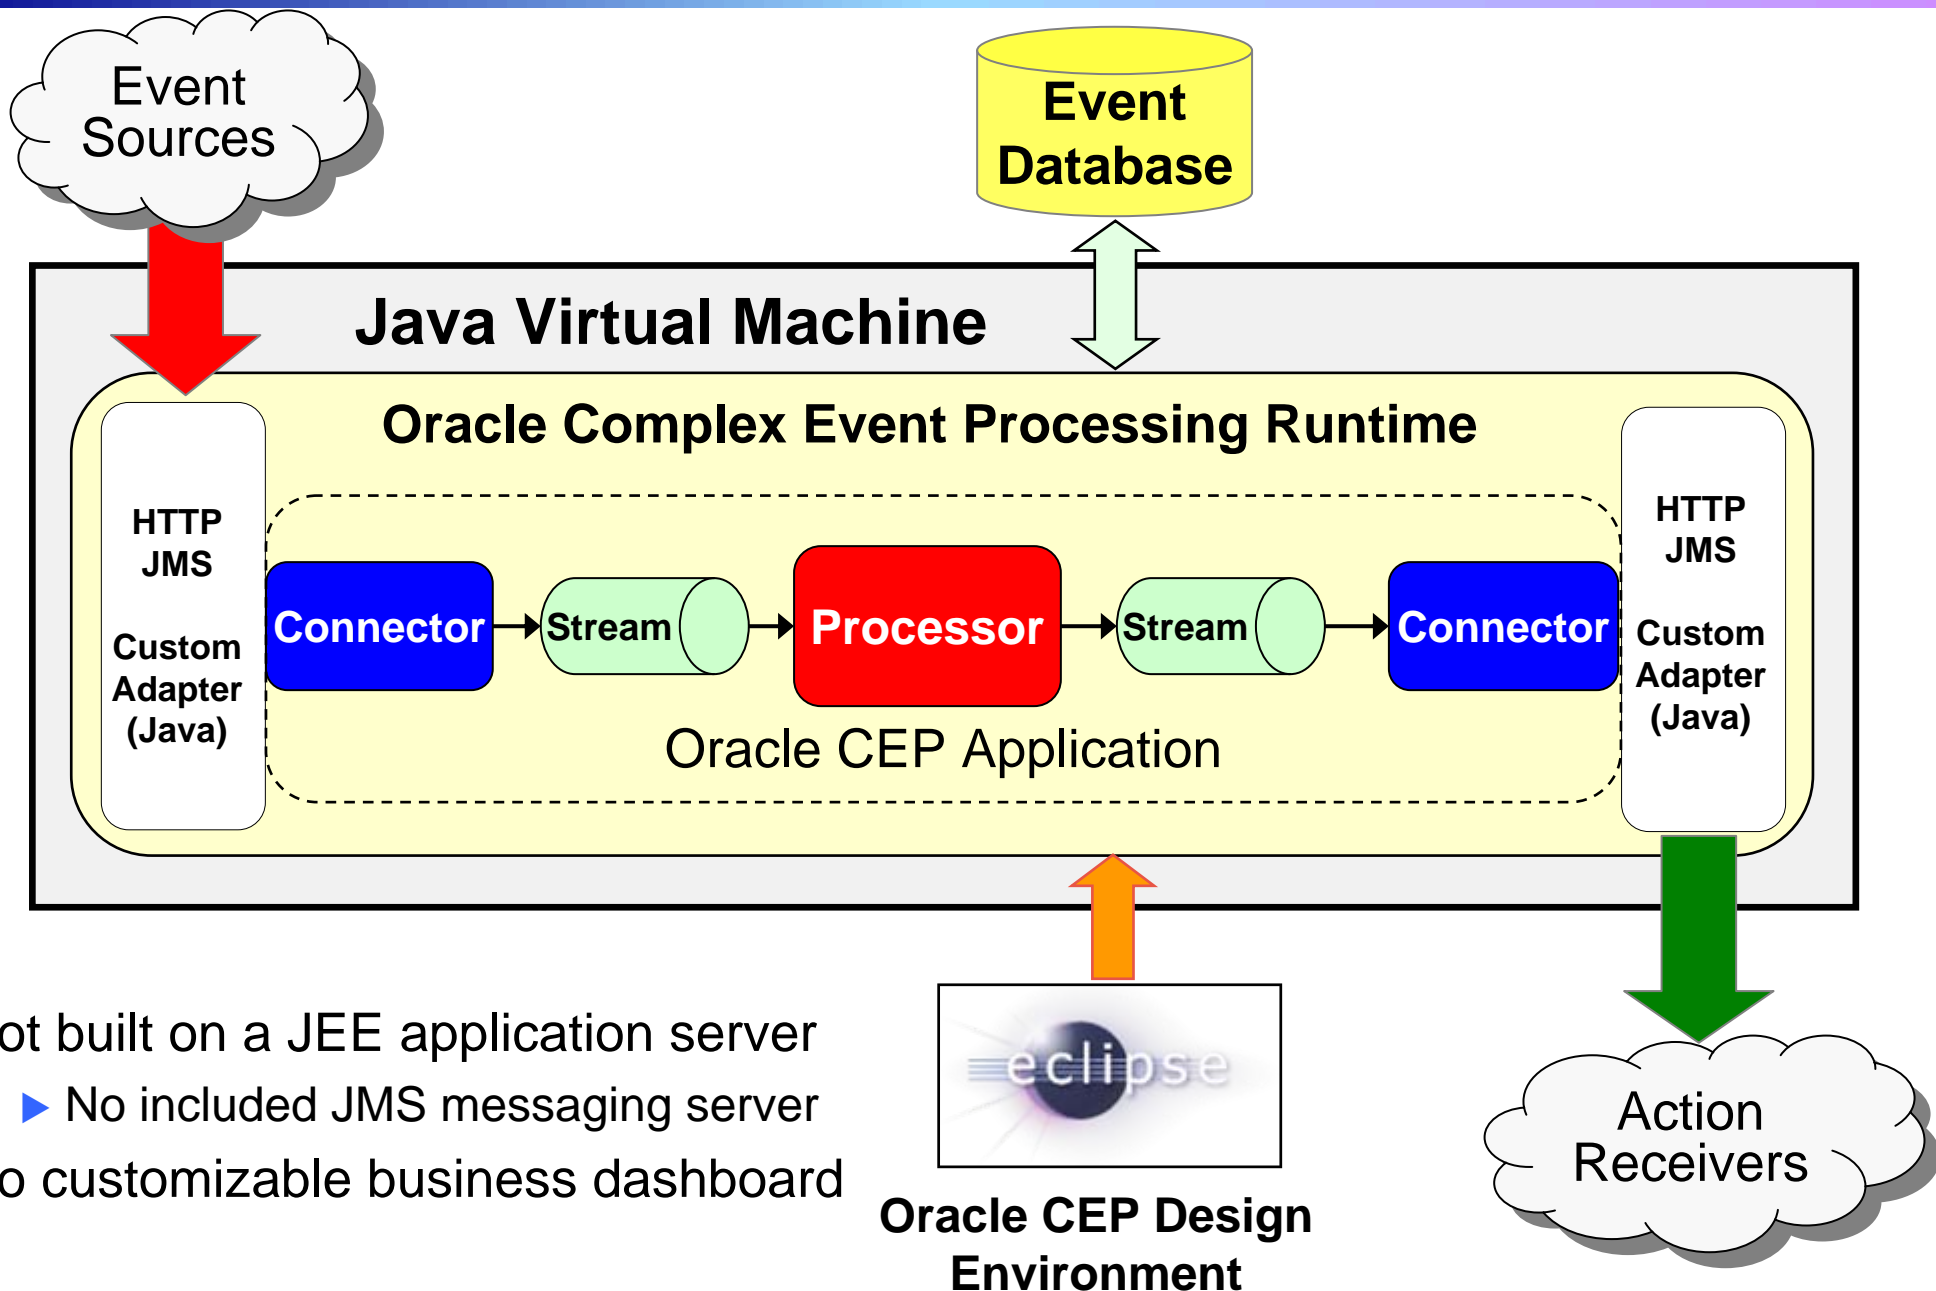 Event
Sources
Event
Database
Java Virtual Machine
Oracle Complex Event Processing Runtime
HTTP
JMS
Custom
Adapter
(Java)
Connector
Stream
Processor
Stream
Connector
HTTP
JMS
Custom
Adapter
(Java)
Oracle CEP Application
ot built on a JEE application server
No included JMS messaging server
o customizable business dashboard
eclipse
Oracle CEP Design
Environment
Action
Receivers